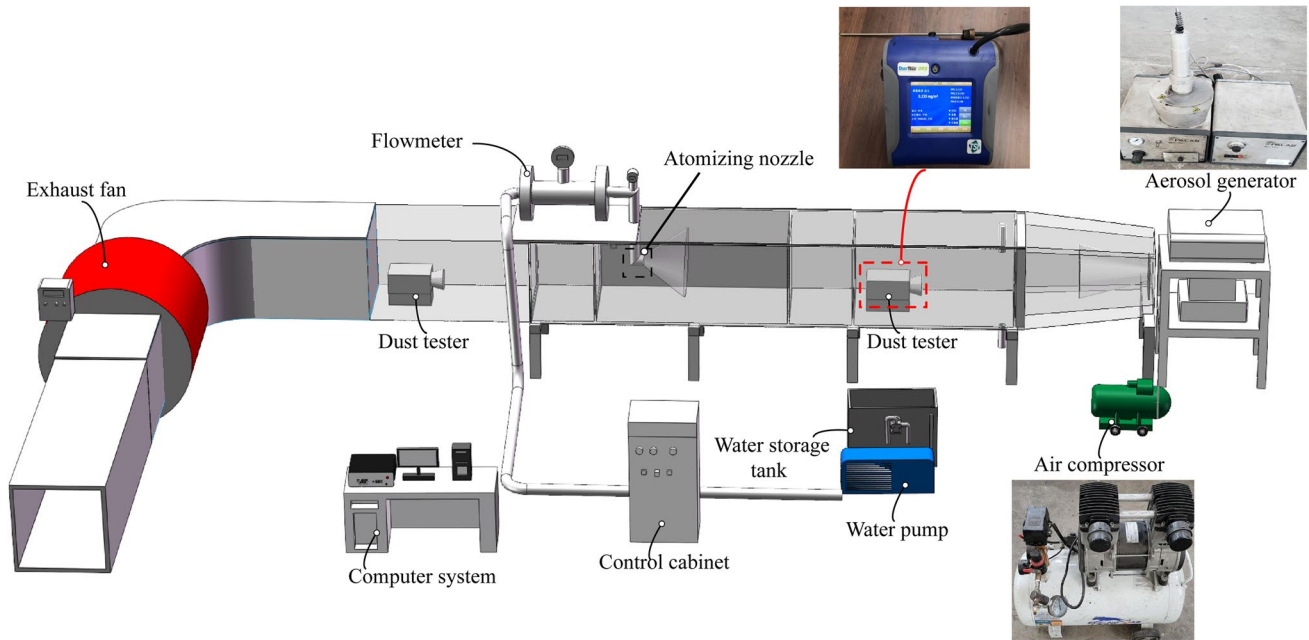 Flowmeter
Atomizing nozzle
Aerosol generator
Exhaust fan
Dust tester
Dust tester
Water storage
tank
Air compressor
Water pump
Computer system
Control cabinet